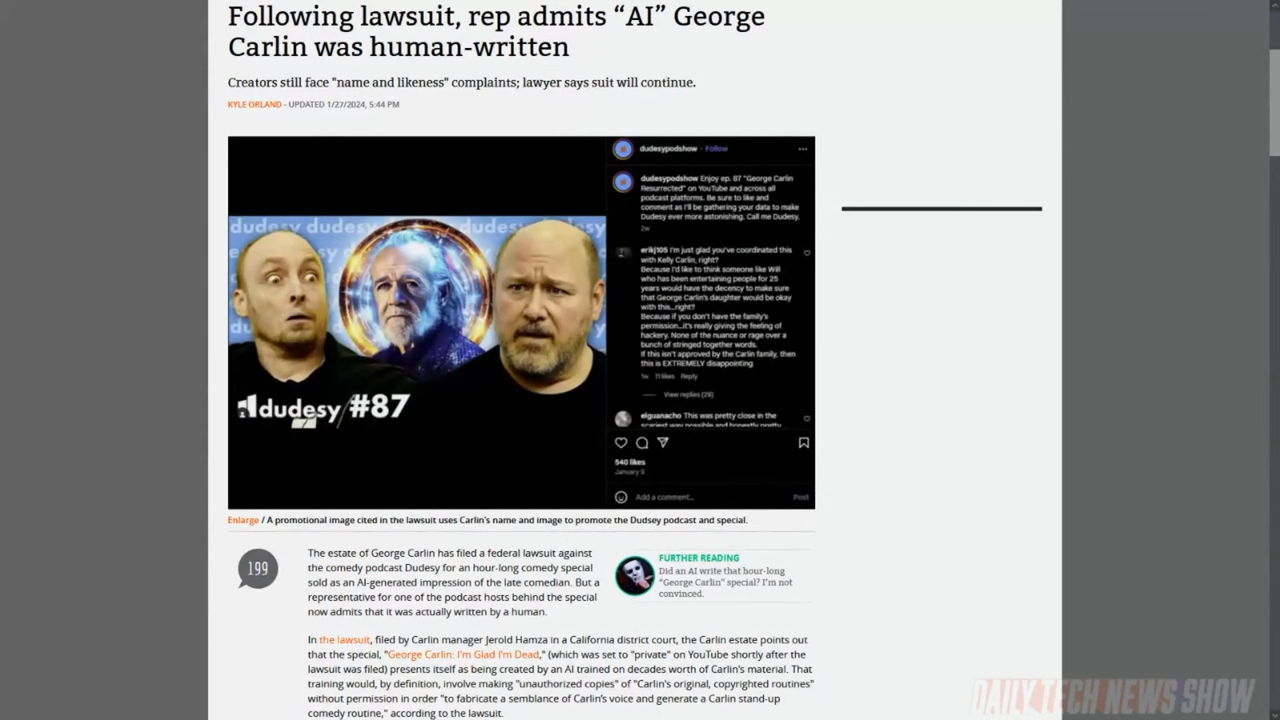 Following lawsuit, rep admits “AI” George
Carlin was human-written
Creators still face "name and likeness" complaints; lawyer says suit will continue.
KYLE ORLAND - UPDATED 1/27/2024, 5:44 PM
dudesypodshow · Follow
dudesypodshow Enjoy ep. 87 "George Carlin
Resurrected" on YouTube and across all
podcast platforms. Be sure to like and
comment as I'll be gathering your data to make
Dudesy ever more astonishing. Call me Dudesy.
2w
erikj105 I'm just glad you've coordinated this
with Kelly Carlin, right?
Because I'd like to think someone like Will
who has been entertaining people for 25
years would have the decency to make sure
that George Carlin's daughter would be okay
with this...right?
Because if you don't have the family's
permission...it's really giving the feeling of
hackery. None of the nuance or rage over a
bunch of stringed together words.
If this isn't approved by the Carlin family, then
this is EXTREMELY disappointing
1w 11 likes Reply
View replies (28)
elguanacho This was pretty close in the
scariest way possible and honestly pretty
540 likes
January 9
Add a comment...
Post
dudesy dudesy dudesy
dudesy #87
Enlarge / A promotional image cited in the lawsuit uses Carlin's name and image to promote the Dudsey podcast and special.
199
The estate of George Carlin has filed a federal lawsuit against
the comedy podcast Dudesy for an hour-long comedy special
sold as an AI-generated impression of the late comedian. But a
representative for one of the podcast hosts behind the special
now admits that it was actually written by a human.
FURTHER READING
Did an AI write that hour-long
“George Carlin” special? I'm not
convinced.
In the lawsuit, filed by Carlin manager Jerold Hamza in a California district court, the Carlin estate points out
that the special, "George Carlin: I'm Glad I'm Dead," (which was set to "private" on YouTube shortly after the
lawsuit was filed) presents itself as being created by an AI trained on decades worth of Carlin's material. That
training would, by definition, involve making "unauthorized copies" of "Carlin's original, copyrighted routines"
without permission in order "to fabricate a semblance of Carlin's voice and generate a Carlin stand-up
comedy routine," according to the lawsuit.
DAILY TECH NEWS SHOW